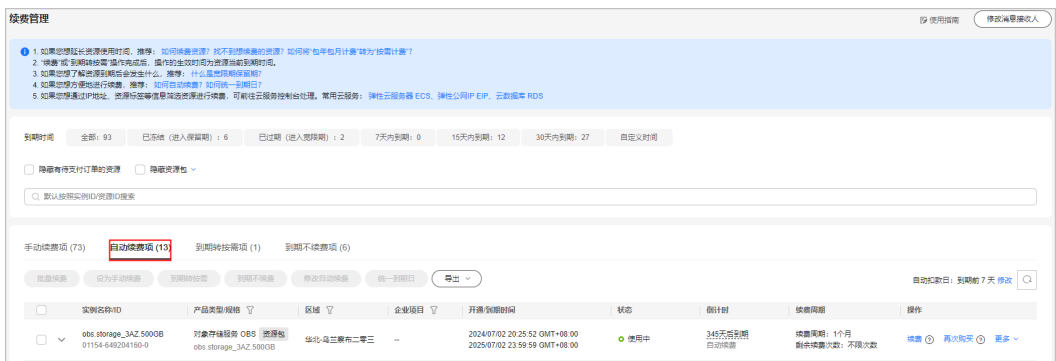 续费管理
使用指南
修改消息接收人
1. 如果您想延长资源使用时间，推荐： 如何续费资源？找不到想续费的资源？如何将“包年包月计费”转为“按需计费”？
2. “续费”或“到期转按需”操作完成后，操作的生效时间为资源当前到期时间。
3. 如果您想了解资源到期后会发生什么，推荐： 什么是宽限期保留期？
4. 如果您想方便地进行续费，推荐： 如何自动续费？如何统一到期日？
5. 如果您想通过IP地址、资源标签等信息筛选资源进行续费，可前往云服务控制台处理。常用云服务： 弹性云服务器 ECS、弹性公网IP EIP、云数据库 RDS
到期时间 全部：93 已冻结（进入保留期）：6 已过期（进入宽限期）：2 7天内到期：0 15天内到期：12 30天内到期：27 自定义时间
隐藏有待支付订单的资源 隐藏资源包
默认按照实例ID/资源ID搜索
手动续费项 (73) 自动续费项 (13) 到期转按需项 (1) 到期不续费项 (6)
批量续费 设为手动续费 到期转按需 到期不续费 修改自动续费 统一到期日 导出 自动扣款日：到期前 7 天 修改
实例名称/ID 产品类型/规格 区域 企业项目 开通/到期时间 状态 倒计时 续费周期 操作
obs.storage_3AZ.500GB 对象存储服务 OBS 资源包 华北-乌兰察布二零三 -- 2024/07/02 20:25:52 GMT+08:00 使用中 345天后到期 续费周期：1个月 续费 再次购买 更多
01154-649204160-0 obs.storage_3AZ.500GB 2025/07/02 23:59:59 GMT+08:00 自动续费 剩余续费次数：不限次数